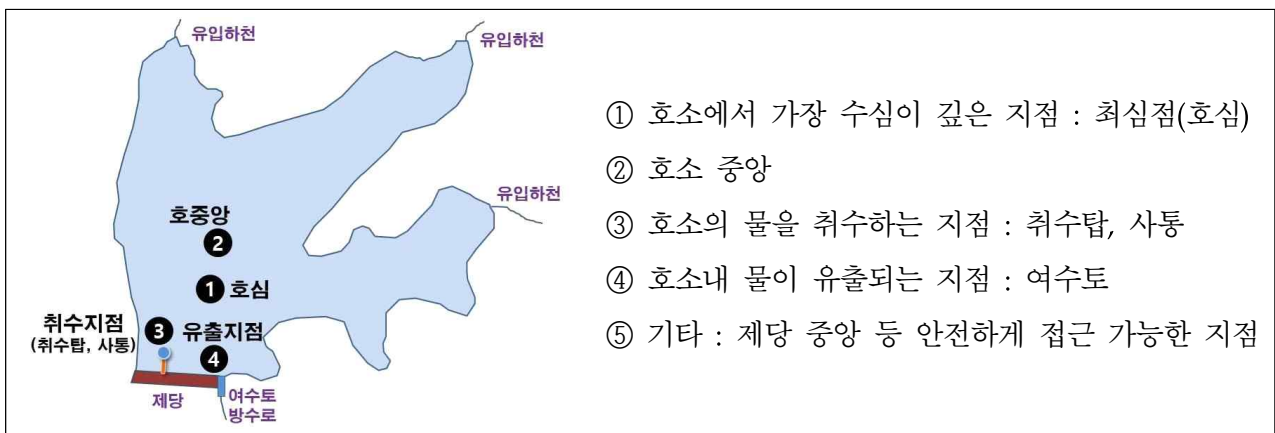 유입하천
유입하천
유입하천
호중앙
②
① 호심
취수지점
(취수탑, 사통)
③
유출지점
④
제당
여수토
방수로
① 호소에서 가장 수심이 깊은 지점 : 최심점(호심)
② 호소 중앙
③ 호소의 물을 취수하는 지점 : 취수탑, 사통
④ 호소내 물이 유출되는 지점 : 여수토
⑤ 기타 : 제당 중앙 등 안전하게 접근 가능한 지점